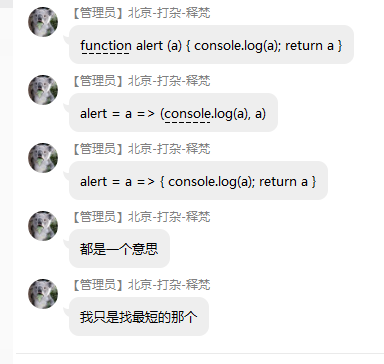 【管理员】北京-打杂-释梵
function alert (a) { console.log(a); return a }
【管理员】北京-打杂-释梵
alert = a => (console.log(a), a)
【管理员】北京-打杂-释梵
alert = a => { console.log(a); return a }
【管理员】北京-打杂-释梵
都是一个意思
【管理员】北京-打杂-释梵
我只是找最短的那个